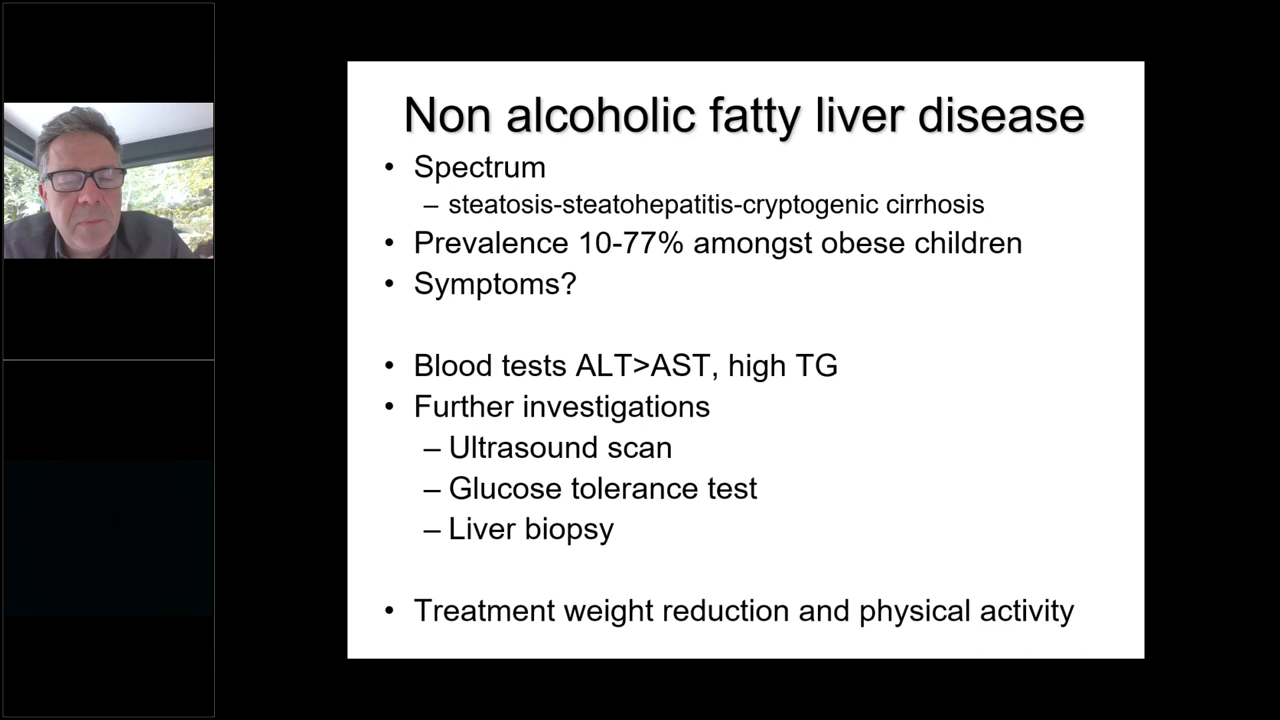 Non alcoholic fatty liver disease
• Spectrum
– steatosis-steatohepatitis-cryptogenic cirrhosis
• Prevalence 10-77% amongst obese children
• Symptoms?
• Blood tests ALT>AST, high TG
• Further investigations
– Ultrasound scan
– Glucose tolerance test
– Liver biopsy
• Treatment weight reduction and physical activity